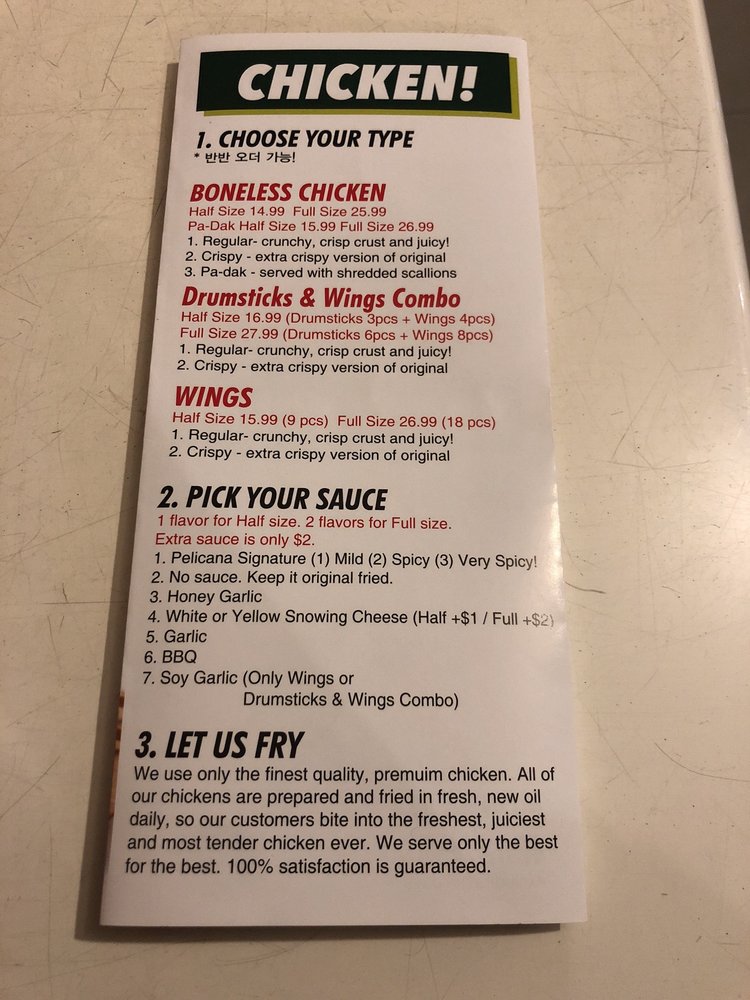 CHICKEN!
1. CHOOSE YOUR TYPE
* 반반 오더 가능!
BONELESS CHICKEN
Half Size 14.99 Full Size 25.99
Pa-Dak Half Size 15.99 Full Size 26.99
1. Regular- crunchy, crisp crust and juicy!
2. Crispy - extra crispy version of original
3. Pa-dak - served with shredded scallions
Drumsticks & Wings Combo
Half Size 16.99 (Drumsticks 3pcs + Wings 4pcs)
Full Size 27.99 (Drumsticks 6pcs + Wings 8pcs)
1. Regular- crunchy, crisp crust and juicy!
2. Crispy - extra crispy version of original
WINGS
Half Size 15.99 (9 pcs) Full Size 26.99 (18 pcs)
1. Regular- crunchy, crisp crust and juicy!
2. Crispy - extra crispy version of original
2. PICK YOUR SAUCE
1 flavor for Half size. 2 flavors for Full size.
Extra sauce is only $2.
1. Pelicana Signature (1) Mild (2) Spicy (3) Very Spicy!
2. No sauce. Keep it original fried.
3. Honey Garlic
4. White or Yellow Snowing Cheese (Half +$1 / Full +$2)
5. Garlic
6. BBQ
7. Soy Garlic (Only Wings or
Drumsticks & Wings Combo)
3. LET US FRY
We use only the finest quality, premuim chicken. All of
our chickens are prepared and fried in fresh, new oil
daily, so our customers bite into the freshest, juiciest
and most tender chicken ever. We serve only the best
for the best. 100% satisfaction is guaranteed.